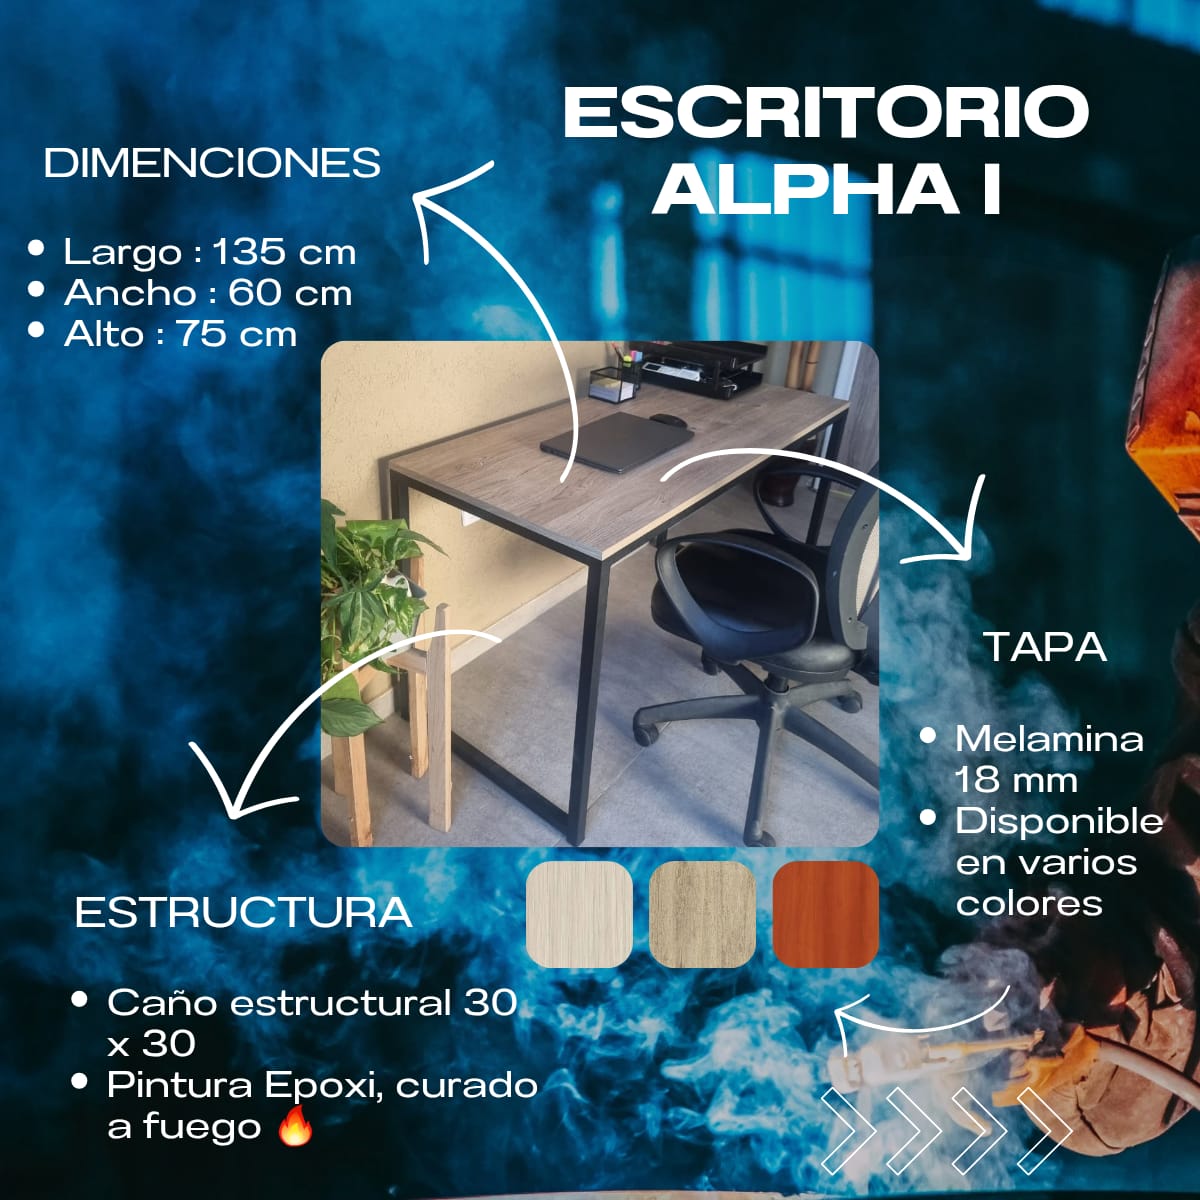 ESCRITORIO
ALPHA I
DIMENCIONES
• Largo : 135 cm
• Ancho : 60 cm
• Alto : 75 cm
TAPA
• Melamina
18 mm
• Disponible
en varios
colores
ESTRUCTURA
• Caño estructural 30
x 30
• Pintura Epoxi, curado
a fuego 🔥